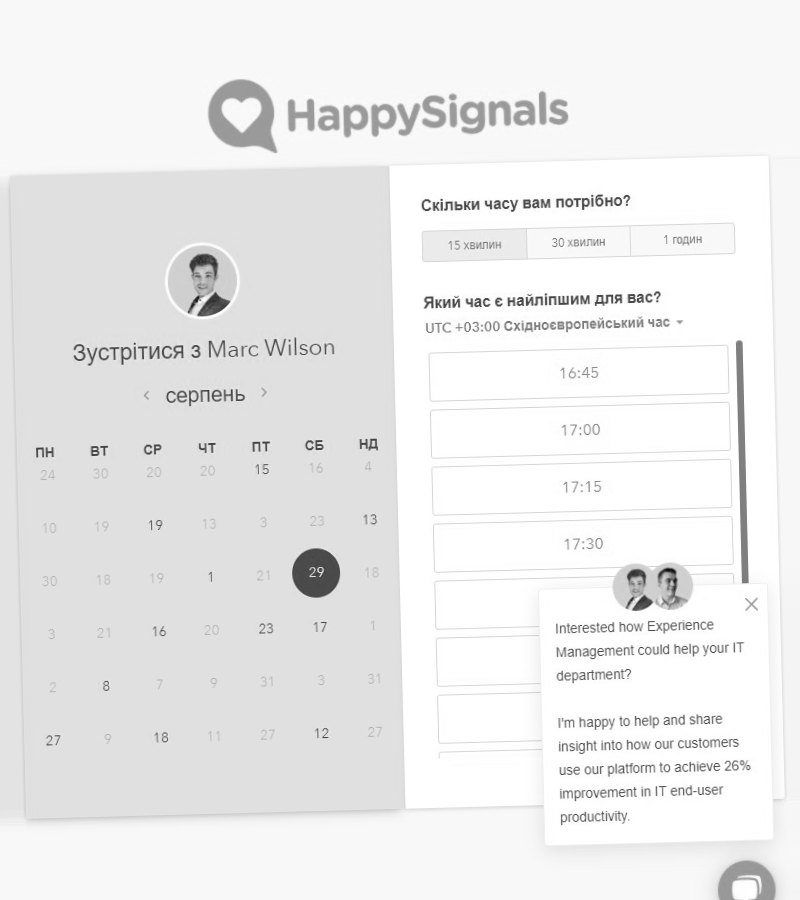 HappySignals
Зустрітися з Marc Wilson
серпень
ПН ВТ СР ЧТ ПТ СБ НД
24 30 20 20 15 16 4
10 19 19 13 3 23 13
30 18 19 1 21 29 18
3 21 16 20 23 17 1
2 8 7 9 31 3 31
27 9 18 11 27 12 27
Скільки часу вам потрібно?
15 хвилин 30 хвилин 1 годин
Який час є найліпшим для вас?
UTC +03:00 Східноєвропейський час
16:45
17:00
17:15
17:30
Interested how Experience
Management could help your IT
department?
I'm happy to help and share
insight into how our customers
use our platform to achieve 26%
improvement in IT end-user
productivity.